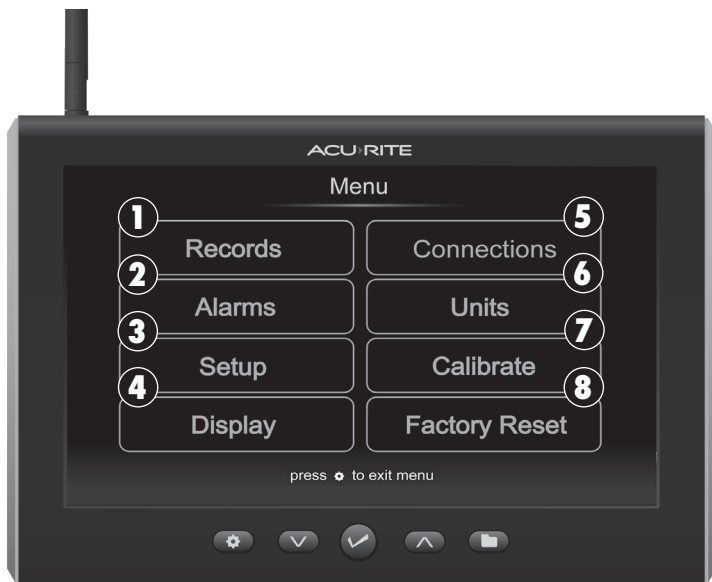 ACU›RITE
Menu
1
Records
2
Alarms
3
Setup
4
Display
5
Connections
6
Units
7
Calibrate
8
Factory Reset
press ⚙ to exit menu